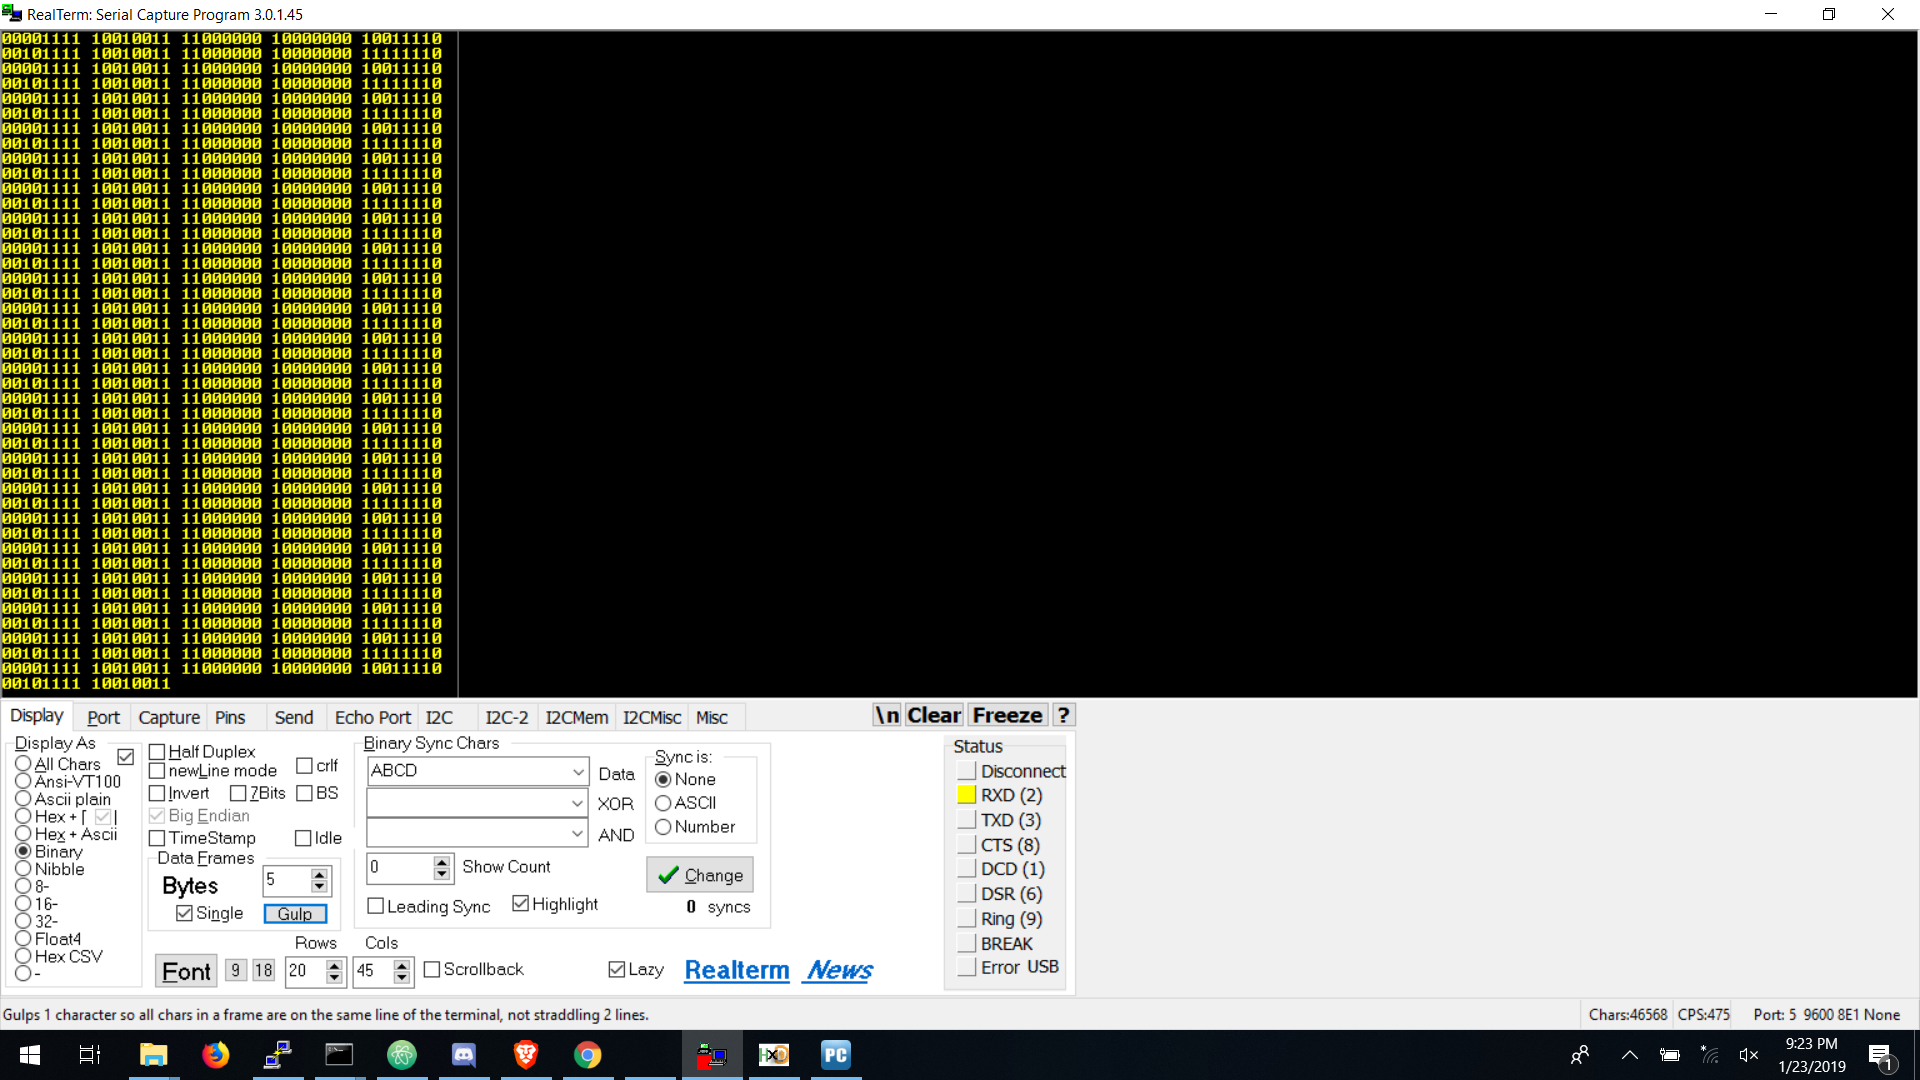 RealTerm: Serial Capture Program 3.0.1.45
00001111 10010011 11000000 10000000 10011110
00101111 10010011 11000000 10000000 11111110
00001111 10010011 11000000 10000000 10011110
00101111 10010011 11000000 10000000 11111110
00001111 10010011 11000000 10000000 10011110
00101111 10010011 11000000 10000000 11111110
00001111 10010011 11000000 10000000 10011110
00101111 10010011 11000000 10000000 11111110
00001111 10010011 11000000 10000000 10011110
00101111 10010011 11000000 10000000 11111110
00001111 10010011 11000000 10000000 10011110
00101111 10010011 11000000 10000000 11111110
00001111 10010011 11000000 10000000 10011110
00101111 10010011 11000000 10000000 11111110
00001111 10010011 11000000 10000000 10011110
00101111 10010011 11000000 10000000 11111110
00001111 10010011 11000000 10000000 10011110
00101111 10010011 11000000 10000000 11111110
00001111 10010011 11000000 10000000 10011110
00101111 10010011 11000000 10000000 11111110
00001111 10010011 11000000 10000000 10011110
00101111 10010011 11000000 10000000 11111110
00001111 10010011 11000000 10000000 10011110
00101111 10010011 11000000 10000000 11111110
00001111 10010011 11000000 10000000 10011110
00101111 10010011 11000000 10000000 11111110
00001111 10010011 11000000 10000000 10011110
00101111 10010011 11000000 10000000 11111110
00001111 10010011 11000000 10000000 10011110
00101111 10010011 11000000 10000000 11111110
00001111 10010011 11000000 10000000 10011110
00101111 10010011 11000000 10000000 11111110
00001111 10010011 11000000 10000000 10011110
00101111 10010011 11000000 10000000 11111110
00001111 10010011 11000000 10000000 10011110
00101111 10010011 11000000 10000000 11111110
00001111 10010011 11000000 10000000 10011110
00101111 10010011 11000000 10000000 11111110
00001111 10010011 11000000 10000000 10011110
00101111 10010011 11000000 10000000 11111110
00001111 10010011 11000000 10000000 10011110
00101111 10010011 11000000 10000000 11111110
00001111 10010011 11000000 10000000 10011110
00101111 10010011
Display Port Capture Pins Send Echo Port I2C I2C-2 I2CMem I2CMisc Misc \n Clear Freeze ?
Display As
All Chars
Ansi-VT100
Ascii plain
Hex + [ ]
Hex + Ascii
Binary
Nibble
8-
16-
32-
Float4
Hex CSV
-
Half Duplex
newLine mode crlf
Invert 7Bits BS
Big Endian
TimeStamp Idle
Data Frames
Bytes 5
Single Gulp
Rows Cols
Font 9 18 20 45 Scrollback
Binary Sync Chars
ABCD Data
XOR
AND
0 Show Count
Leading Sync Highlight
Sync is:
None
ASCII
Number
Change
0 syncs
Lazy Realterm News
Status
Disconnect
RXD (2)
TXD (3)
CTS (8)
DCD (1)
DSR (6)
Ring (9)
BREAK
Error USB
Gulps 1 character so all chars in a frame are on the same line of the terminal, not straddling 2 lines.
Chars:46568 CPS:475 Port: 5 9600 8E1 None
HXD PC
9:23 PM
1/23/2019
1